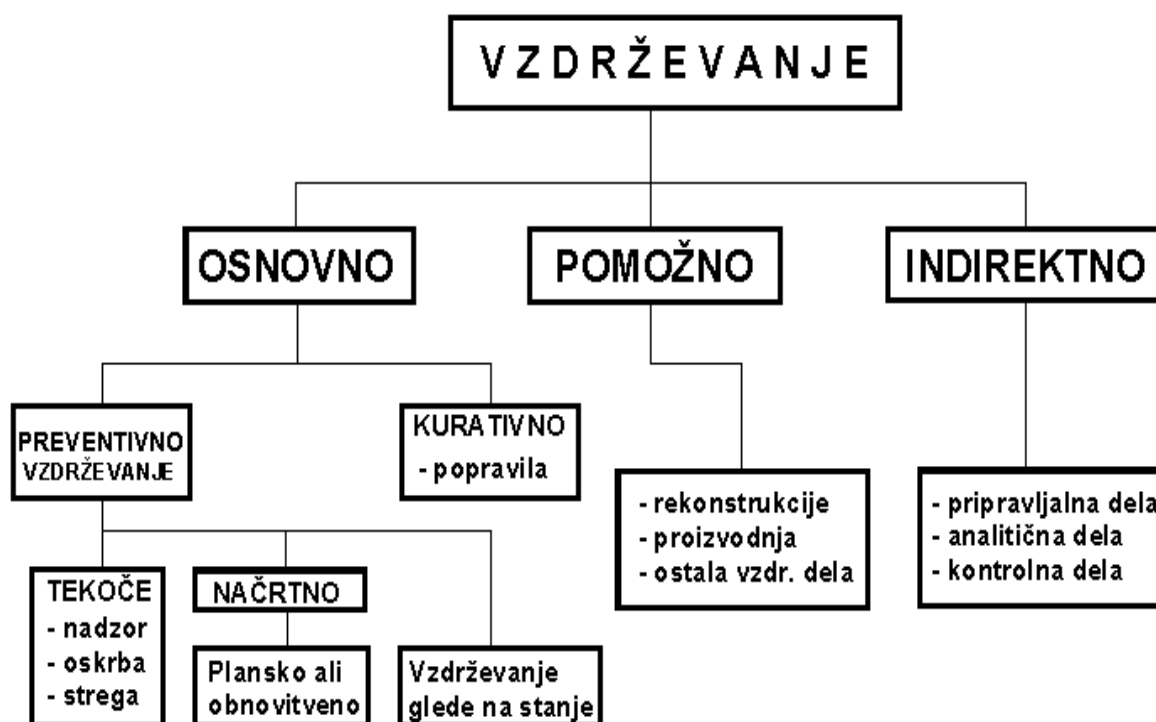 VZDRŽEVANJE
OSNOVNO
POMOŽNO
INDIREKTNO
PREVENTIVNO
VZDRŽEVANJE
KURATIVNO
- popravila
- rekonstrukcije
- proizvodnja
- ostala vzdr. dela
- pripravljalna dela
- analitična dela
- kontrolna dela
TEKOČE
- nadzor
- oskrba
- strega
NAČRTNO
Plansko ali
obnovitveno
Vzdrževanje
glede na stanje